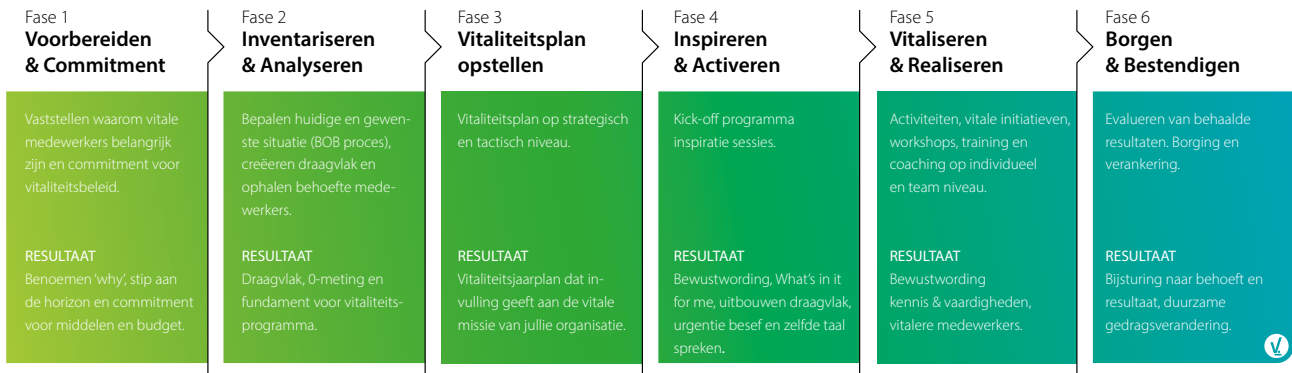 Fase 1
Voorbereiden
& Commitment
Vaststellen waarom vitale
medewerkers belangrijk
zijn en commitment voor
vitaliteitsbeleid.
RESULTAAT
Benoemen ‘why’, stip aan
de horizon en commitment
voor middelen en budget.
Fase 2
Inventariseren
& Analyseren
Bepalen huidige en gewen-
ste situatie (BOB proces),
creëeren draagvlak en
ophalen behoefte mede-
werkers.
RESULTAAT
Draagvlak, 0-meting en
fundament voor vitaliteits-
programma.
Fase 3
Vitaliteitsplan
opstellen
Vitaliteitsplan op strategisch
en tactisch niveau.
RESULTAAT
Vitaliteitsjaarplan dat in-
vulling geeft aan de vitale
missie van jullie organisatie.
Fase 4
Inspireren
& Activeren
Kick-off programma
inspiratie sessies.
RESULTAAT
Bewustwording, What’s in it
for me, uitbouwen draagvlak,
urgentie besef en zelfde taal
spreken.
Fase 5
Vitaliseren
& Realiseren
Activiteiten, vitale initiatieven,
workshops, training en
coaching op individueel
en team niveau.
RESULTAAT
Bewustwording
kennis & vaardigheden,
vitalere medewerkers.
Fase 6
Borgen
& Bestendigen
Evalueren van behaalde
resultaten. Borging en
verankering.
RESULTAAT
Bijsturing naar behoeft en
resultaat, duurzame
gedragsverandering.